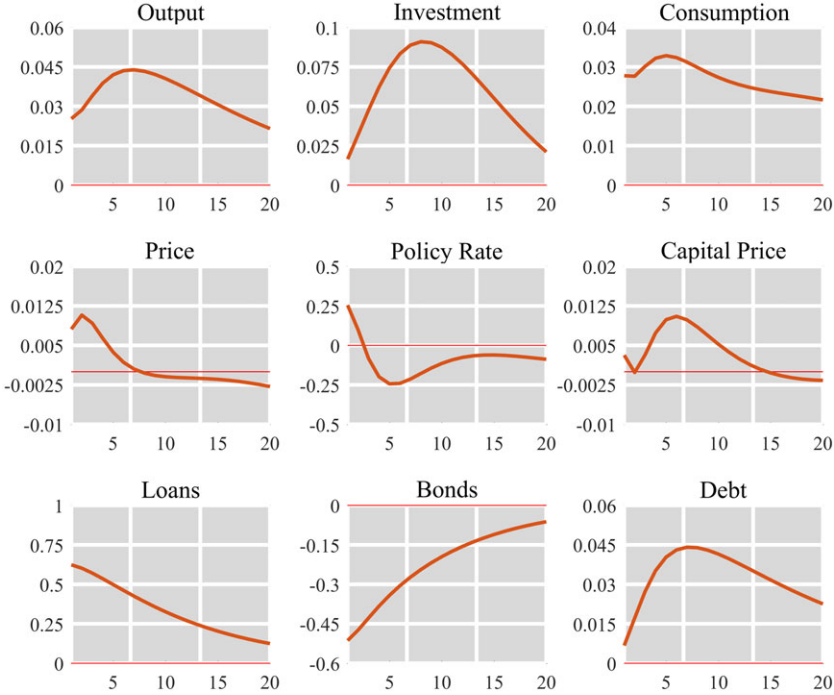 Output Investment Consumption
0.06 0.1 0.04
0.045 0.075 0.03
0.03 0.05 0.02
0.015 0.025 0.01
0 0 0
5 10 15 20 5 10 15 20 5 10 15 20
Price Policy Rate Capital Price
0.02 0.5 0.02
0.0125 0.25 0.0125
0.005 0 0.005
-0.0025 -0.25 -0.0025
-0.01 -0.5 -0.01
5 10 15 20 5 10 15 20 5 10 15 20
Loans Bonds Debt
1 0 0.06
0.75 -0.15 0.045
0.5 -0.3 0.03
0.25 -0.45 0.015
0 -0.6 0
5 10 15 20 5 10 15 20 5 10 15 20